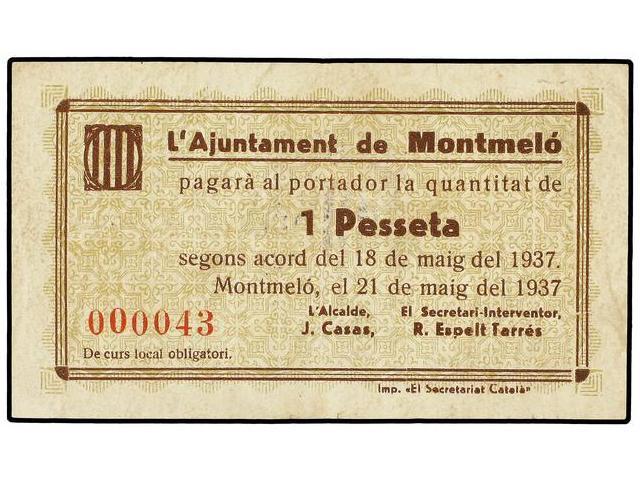 L'Ajuntament de Montmeló
pagarà al portador la quantitat de
1 Pesseta
segons acord del 18 de maig del 1937.
Montmeló, el 21 de maig del 1937
L'Alcalde, El Secretari-Interventor,
J. Casas, R. Espelt Tarrés
000043
De curs local obligatori.
Imp. «El Secretariat Català»